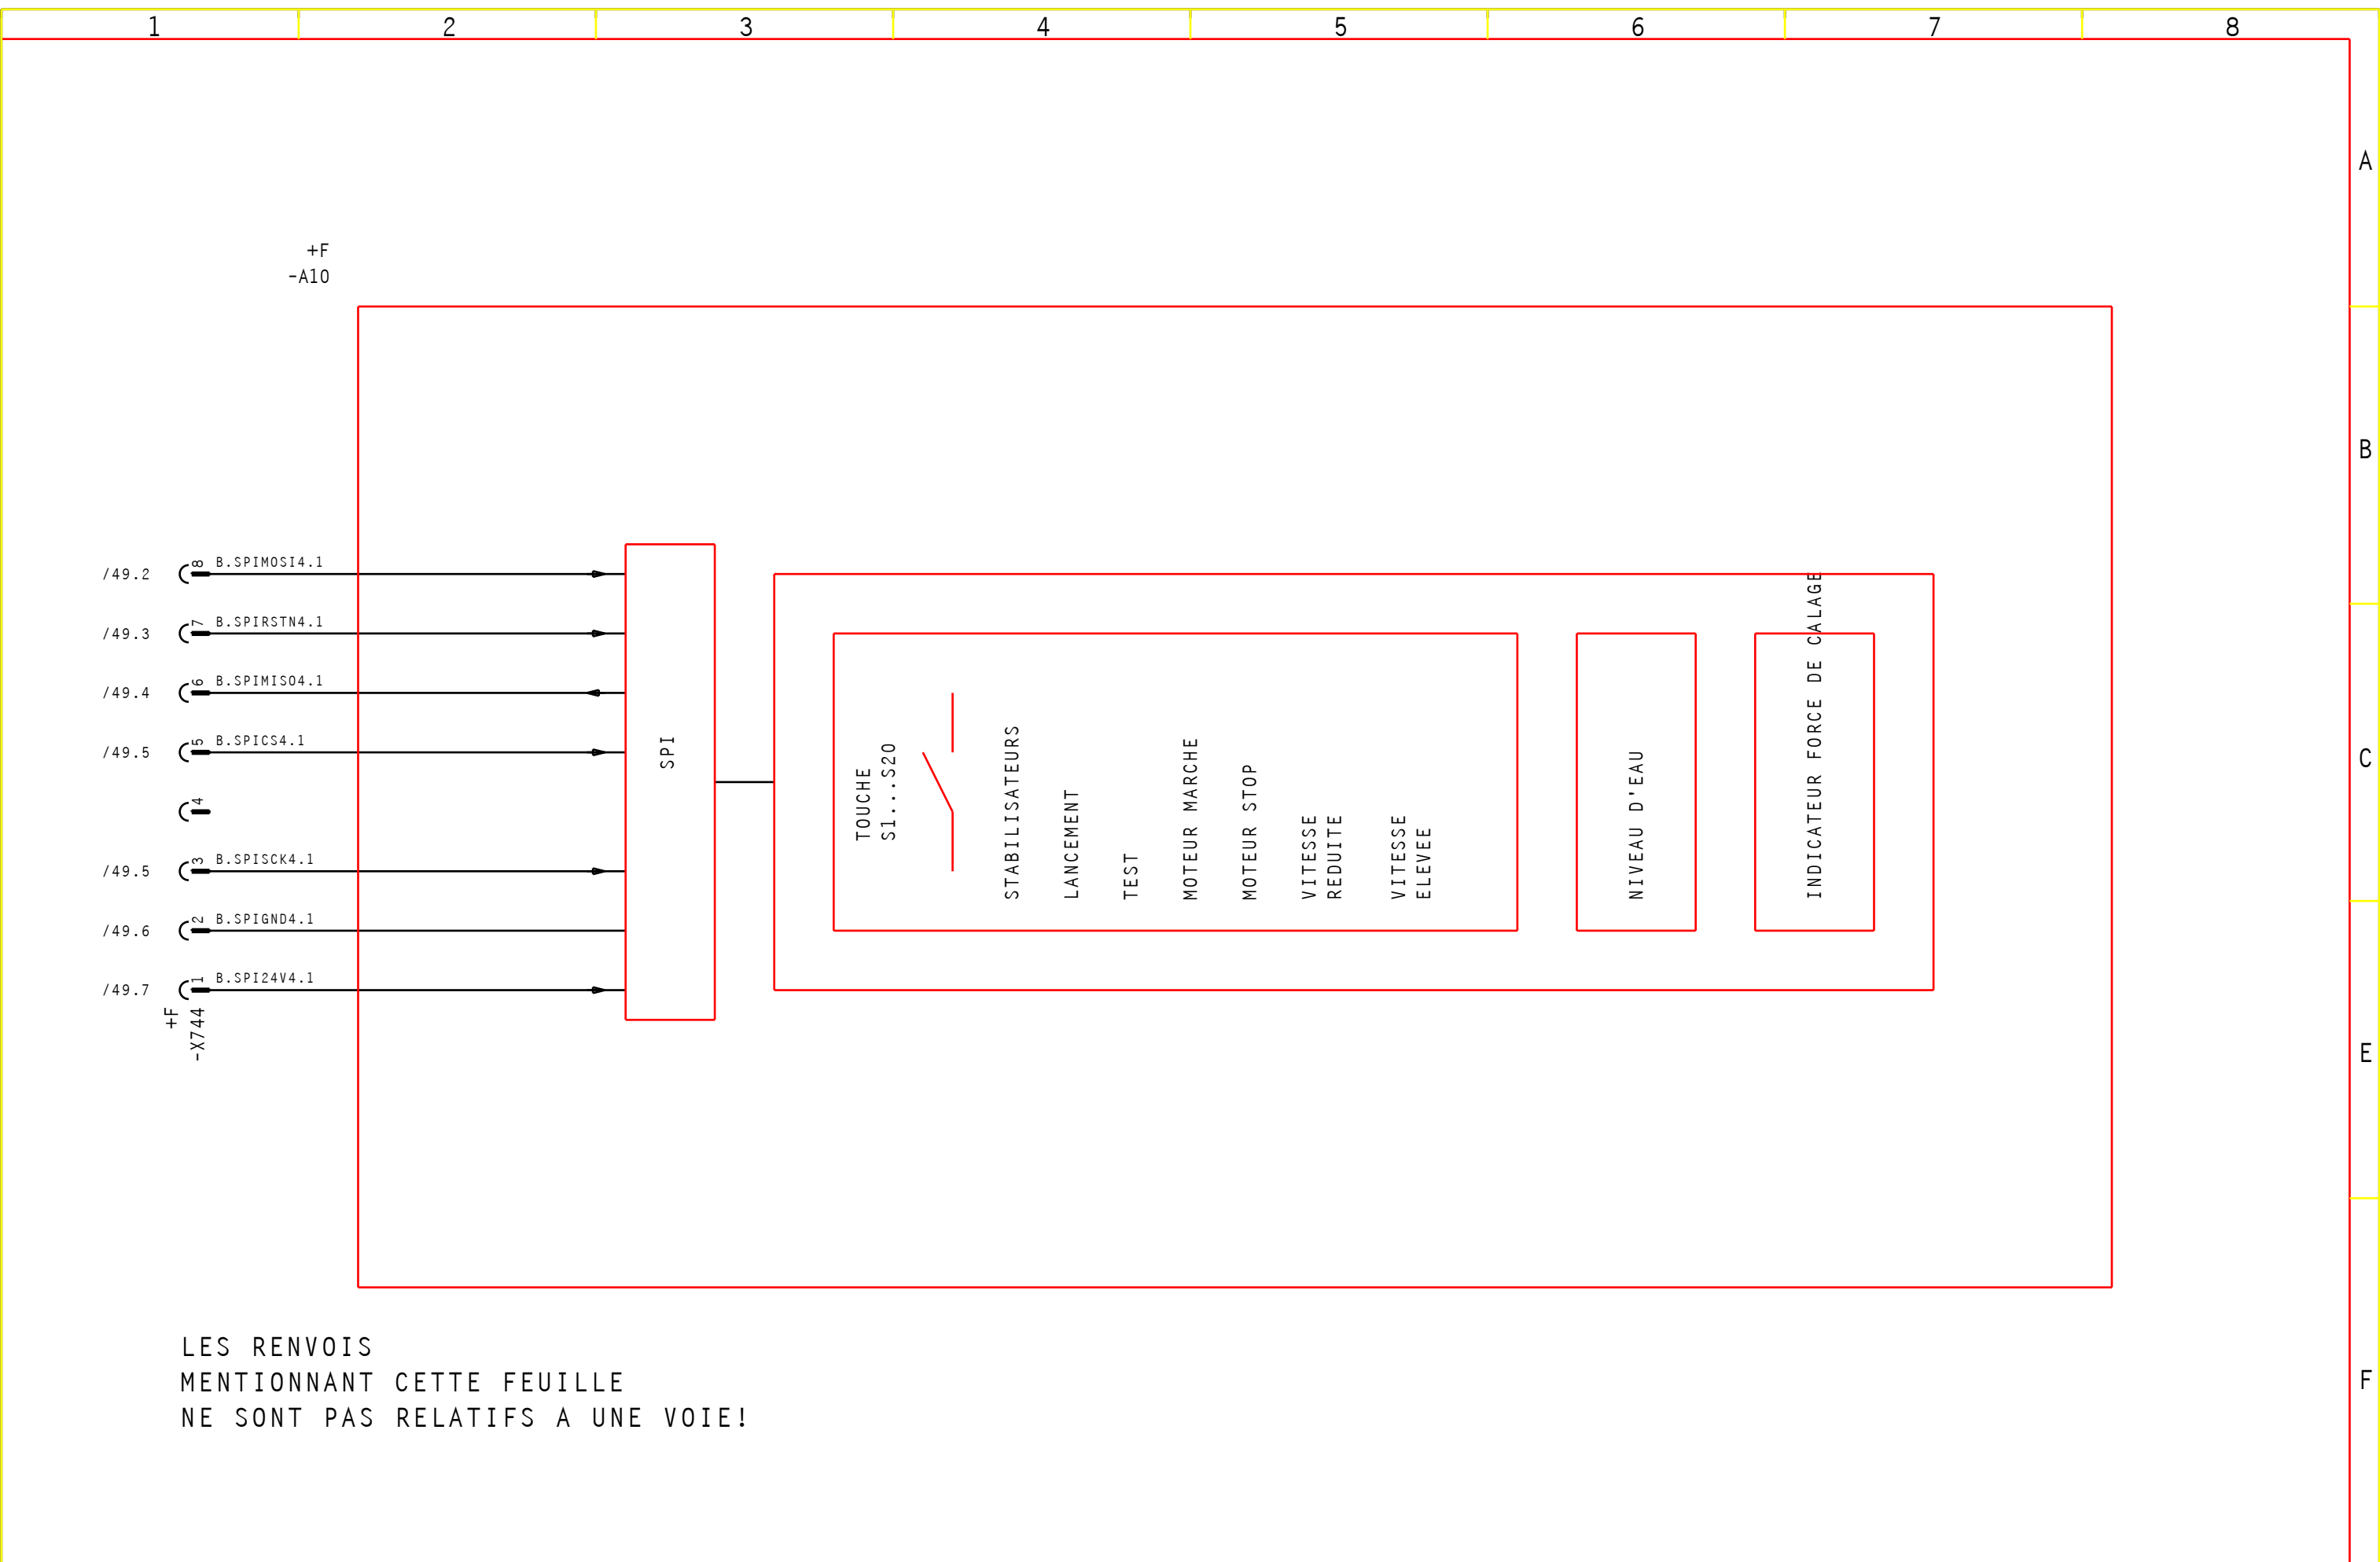 1 2 3 4 5 6 7 8
A
+F
-A10
B
/49.2 8 B.SPIMOSI4.1
/49.3 7 B.SPIRSTN4.1
/49.4 6 B.SPIMISO4.1
/49.5 5 B.SPICS4.1
4
/49.5 3 B.SPISCK4.1
/49.6 2 B.SPIGND4.1
/49.7 1 B.SPI24V4.1
+F
-X744
SPI
TOUCHE
S1...S20
STABILISATEURS
LANCEMENT
TEST
MOTEUR MARCHE
MOTEUR STOP
VITESSE
REDUITE
VITESSE
ELEVEE
NIVEAU D'EAU
INDICATEUR FORCE DE CALAGE
C
E
F
LES RENVOIS
MENTIONNANT CETTE FEUILLE
NE SONT PAS RELATIFS A UNE VOIE!